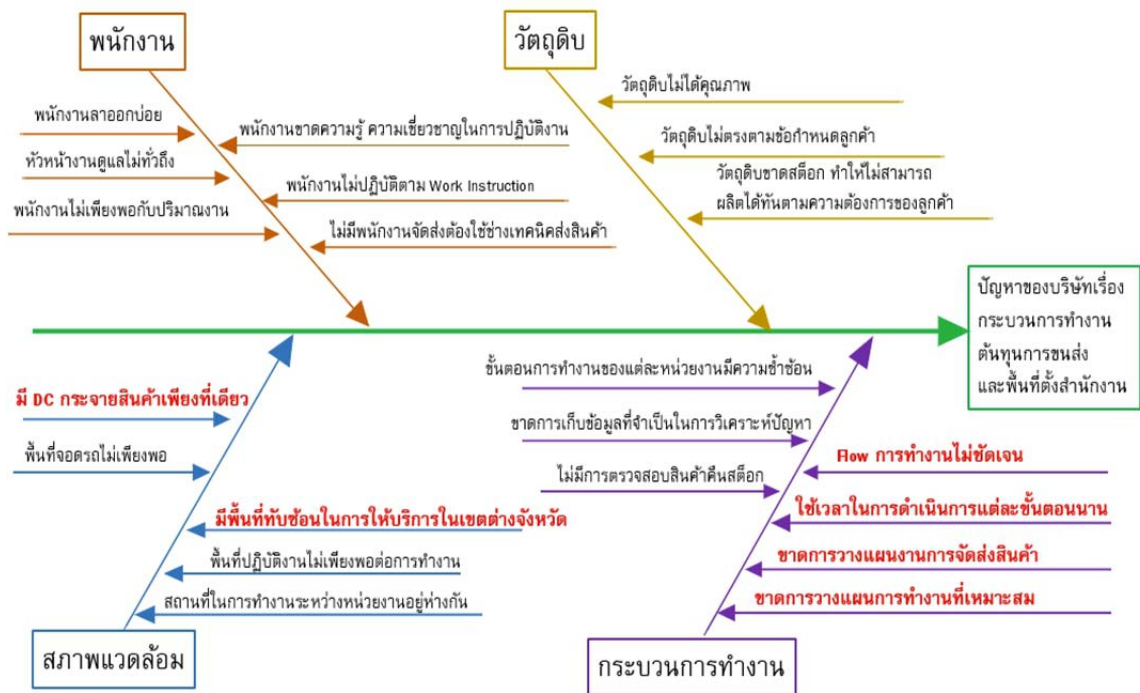 พนักงาน
พนักงานลาออกบ่อย
หัวหน้างานดูแลไม่ทั่วถึง
พนักงานไม่เพียงพอกับปริมาณงาน
พนักงานขาดความรู้ ความเชี่ยวชาญในการปฏิบัติงาน
พนักงานไม่ปฏิบัติตาม Work Instruction
ไม่มีพนักงานจัดส่งต้องใช้ช่างเทคนิคส่งสินค้า
วัตถุดิบ
วัตถุดิบไม่ได้คุณภาพ
วัตถุดิบไม่ตรงตามข้อกำหนดลูกค้า
วัตถุดิบขาดสต็อก ทำให้ไม่สามารถ
ผลิตได้ทันตามความต้องการของลูกค้า
ปัญหาของบริษัทเรื่อง
กระบวนการทำงาน
ต้นทุนการขนส่ง
และพื้นที่ตั้งสำนักงาน
มี DC กระจายสินค้าเพียงที่เดียว
พื้นที่จอดรถไม่เพียงพอ
มีพื้นที่ทับซ้อนในการให้บริการในเขตต่างจังหวัด
พื้นที่ปฏิบัติงานไม่เพียงพอต่อการทำงาน
สถานที่ในการทำงานระหว่างหน่วยงานอยู่ห่างกัน
สภาพแวดล้อม
ขั้นตอนการทำงานของแต่ละหน่วยงานมีความซ้ำซ้อน
ขาดการเก็บข้อมูลที่จำเป็นในการวิเคราะห์ปัญหา
ไม่มีการตรวจสอบสินค้าคืนสต็อก
Flow การทำงานไม่ชัดเจน
ใช้เวลาในการดำเนินการแต่ละขั้นตอนนาน
ขาดการวางแผนงานการจัดส่งสินค้า
ขาดการวางแผนการทำงานที่เหมาะสม
กระบวนการทำงาน